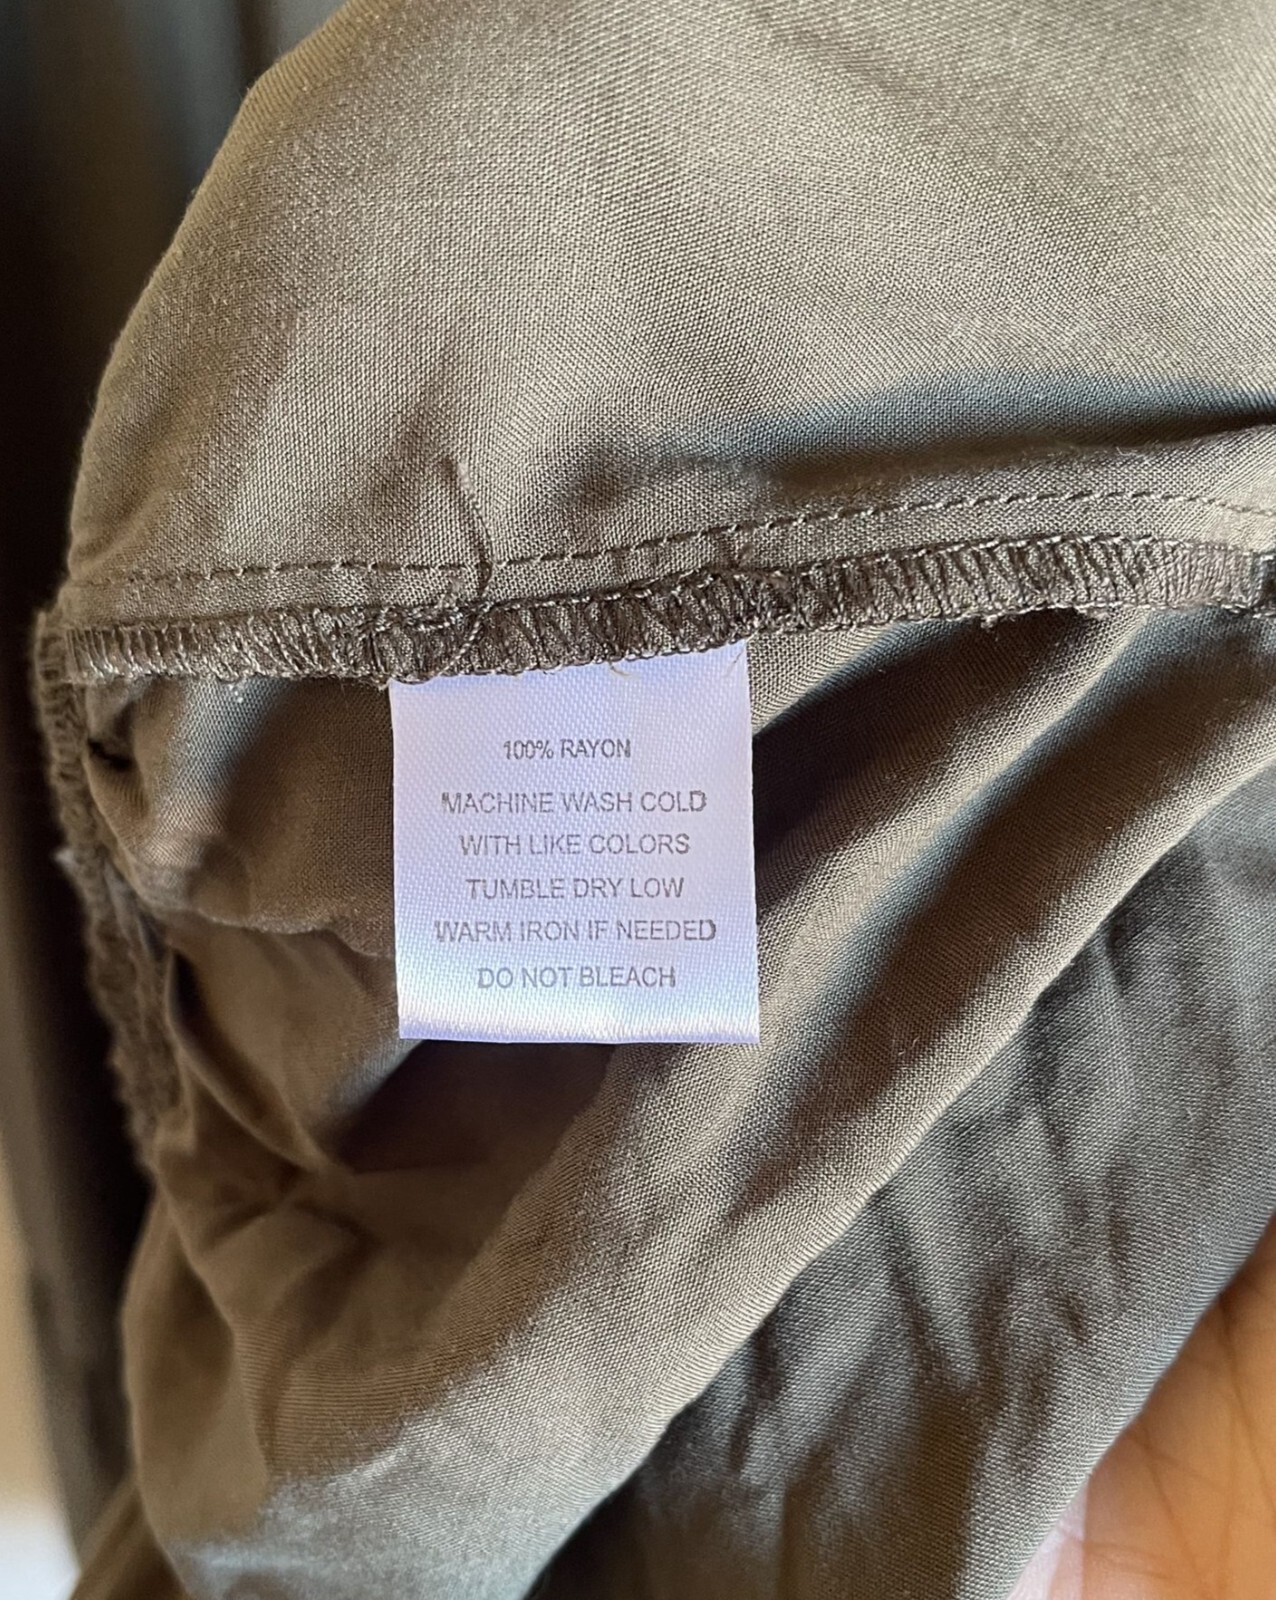 100% RAYON
MACHINE WASH COLD
WITH LIKE COLORS
TUMBLE DRY LOW
WARM IRON IF NEEDED
DO NOT BLEACH